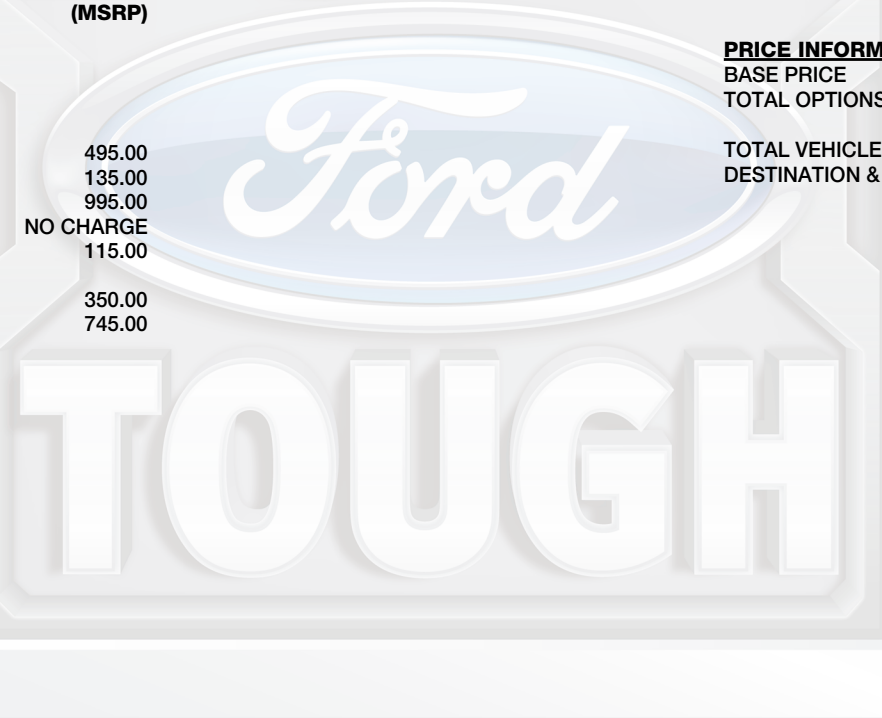 (MSRP)
495.00
135.00
995.00
NO CHARGE
115.00
350.00
745.00
PRICE INFORM
BASE PRICE
TOTAL OPTIONS
TOTAL VEHICLE
DESTINATION &
Ford
TOUGH